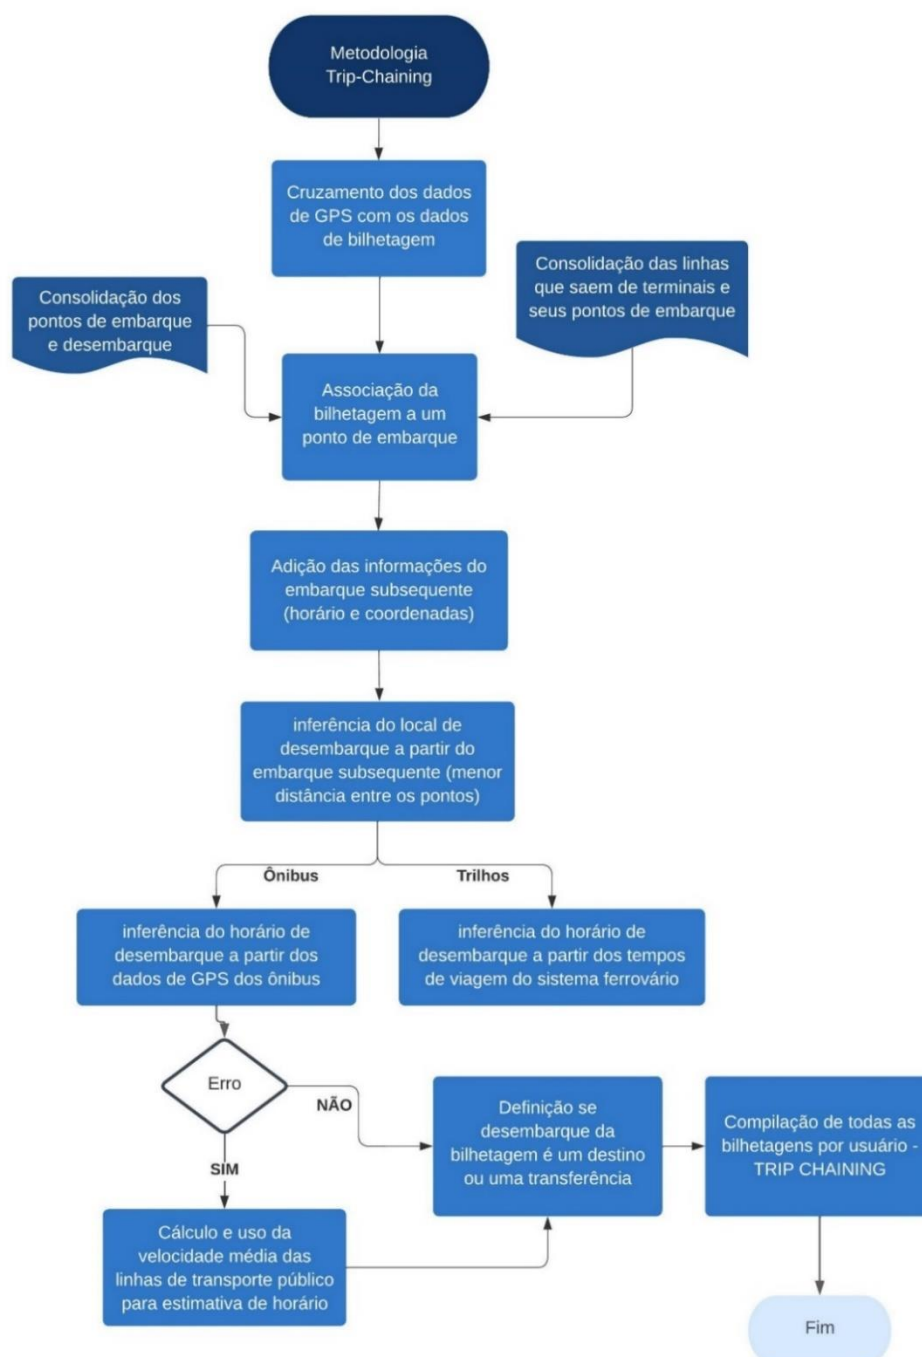 Metodologia
Trip-Chaining
Cruzamento dos dados
de GPS com os dados
de bilhetagem
Consolidação dos
pontos de embarque
e desembarque
Consolidação das linhas
que saem de terminais e
seus pontos de embarque
Associação da
bilhetagem a um
ponto de embarque
Adição das informações do
embarque subsequente
(horário e coordenadas)
inferência do local de
desembarque a partir do
embarque subsequente (menor
distância entre os pontos)
Ônibus
Trilhos
inferência do horário de
desembarque a partir dos
dados de GPS dos ônibus
inferência do horário de
desembarque a partir dos tempos
de viagem do sistema ferrovário
Erro
NÃO
SIM
Definição se
desembarque da
bilhetagem é um destino
ou uma transferência
Compilação de todas as
bilhetagens por usuário -
TRIP CHAINING
Cálculo e uso da
velocidade média das
linhas de transporte público
para estimativa de horário
Fim